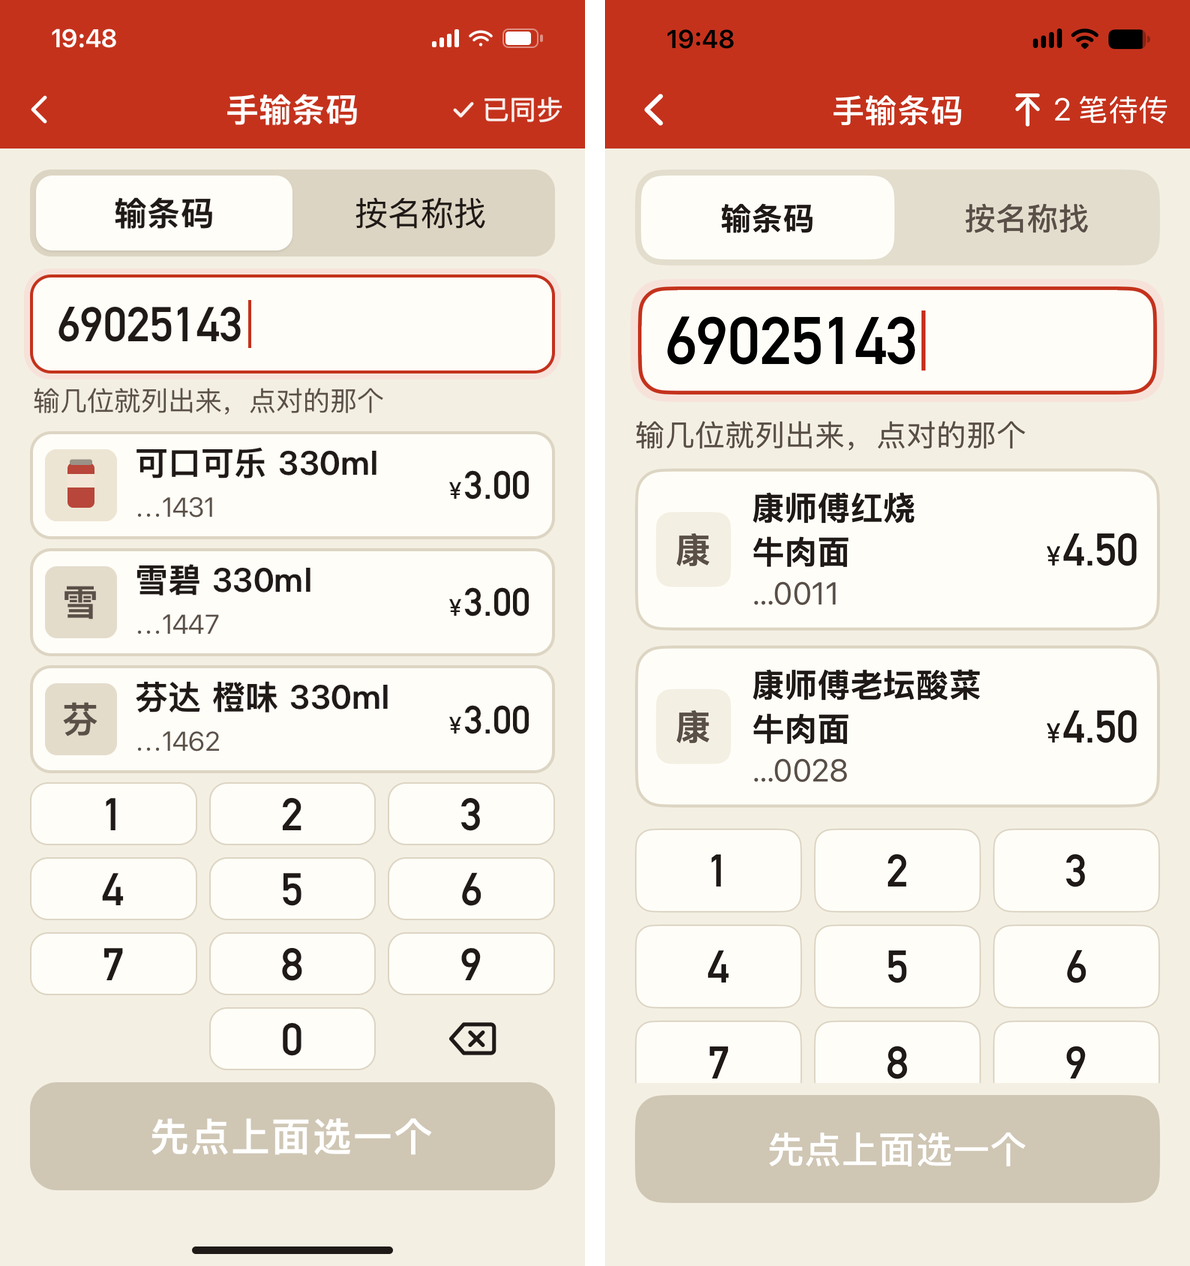 19:48
手输条码
已同步
输条码
按名称找
69025143
输几位就列出来，点对的那个
可口可乐 330ml
...1431
¥3.00
雪
雪碧 330ml
...1447
¥3.00
芬
芬达 橙味 330ml
...1462
¥3.00
1
2
3
4
5
6
7
8
9
0
先点上面选一个
19:48
手输条码
2 笔待传
输条码
按名称找
69025143
输几位就列出来，点对的那个
康
康师傅红烧
牛肉面
...0011
¥4.50
康
康师傅老坛酸菜
牛肉面
...0028
¥4.50
1
2
3
4
5
6
7
8
9
先点上面选一个